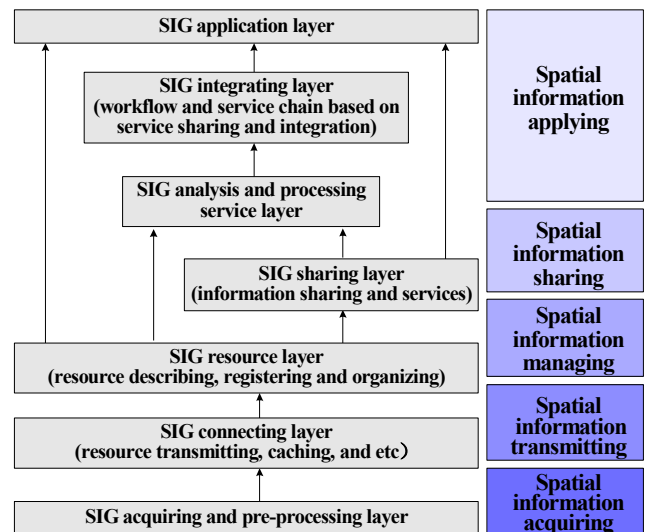 SIG application layer
SIG integrating layer
(workflow and service chain based on
service sharing and integration)
SIG analysis and processing
service layer
SIG sharing layer
(information sharing and services)
SIG resource layer
(resource describing, registering and organizing)
SIG connecting layer
(resource transmitting, caching, and etc）
SIG acquiring and pre-processing layer
Spatial
information
applying
Spatial
information
sharing
Spatial
information
managing
Spatial
information
transmitting
Spatial
information
acquiring